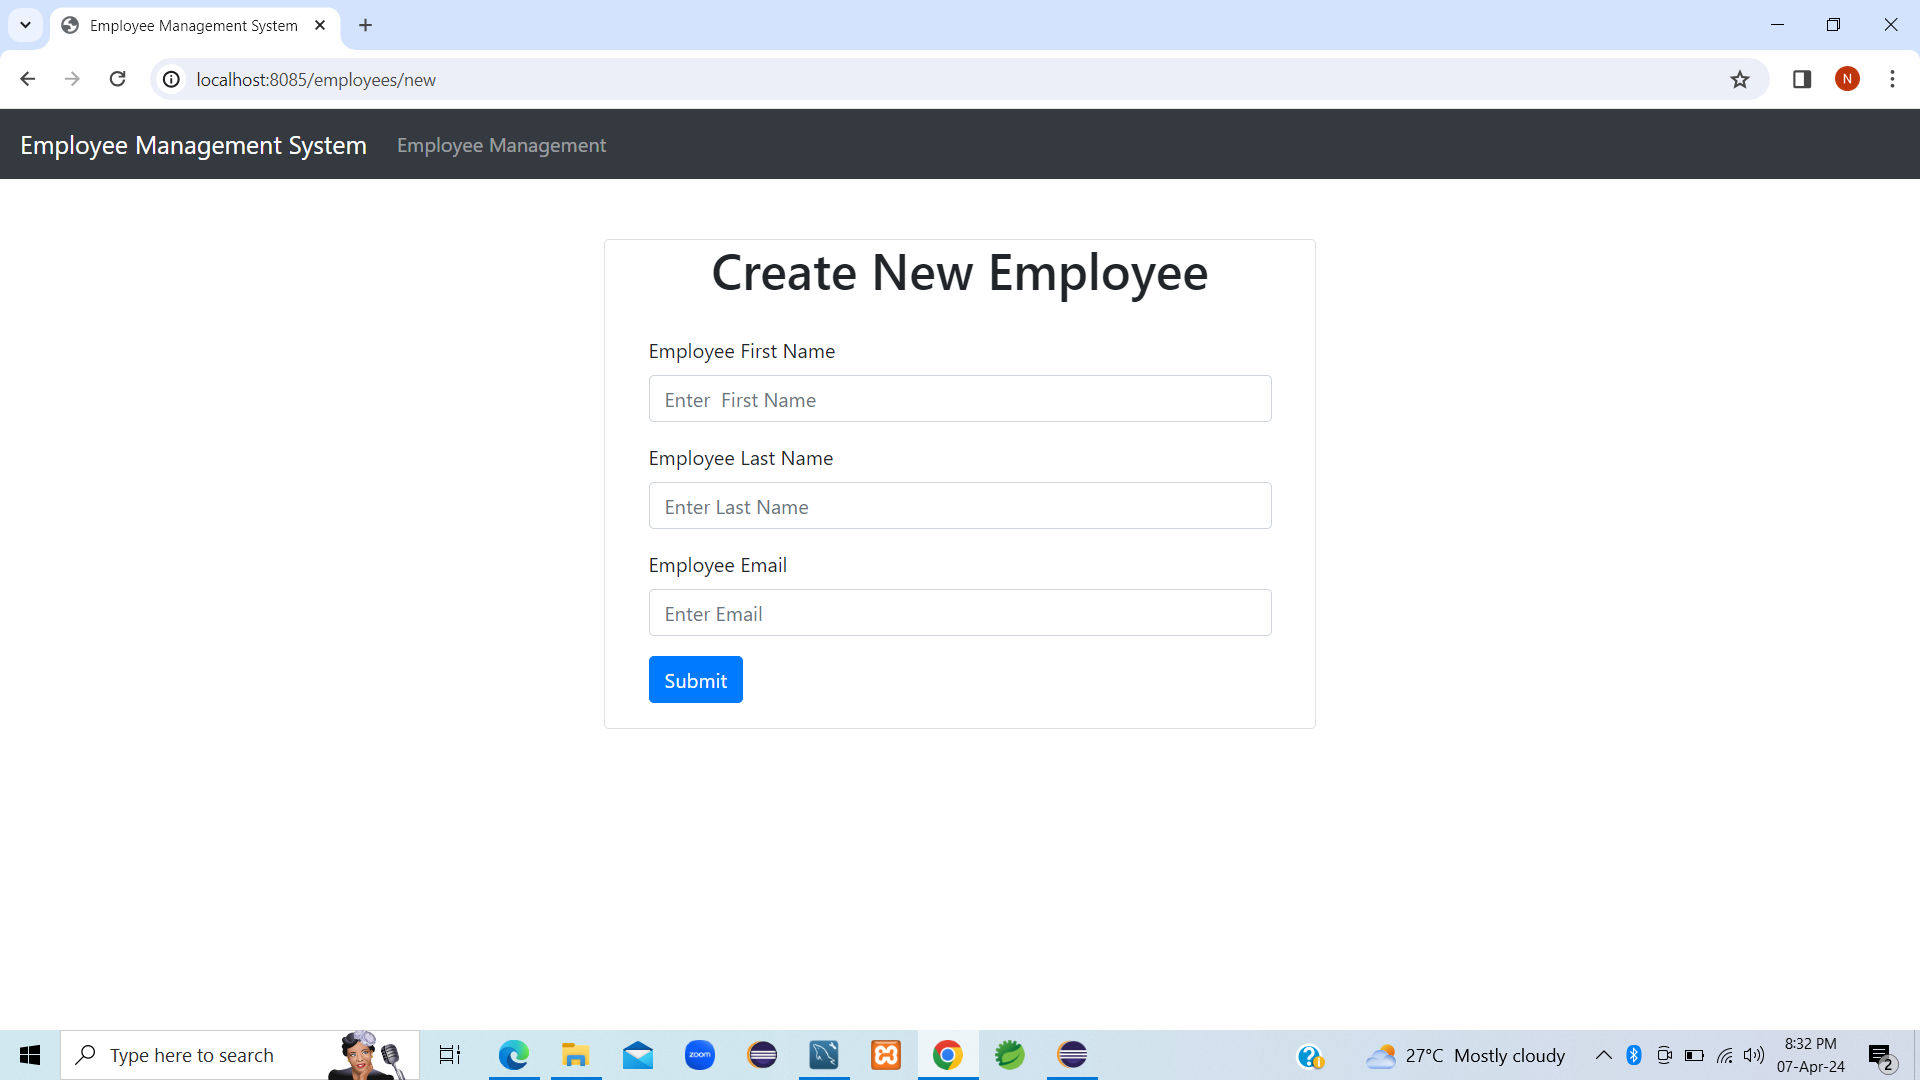 Employee Management System
localhost:8085/employees/new
N
Employee Management System Employee Management
Create New Employee
Employee First Name
Enter  First Name
Employee Last Name
Enter Last Name
Employee Email
Enter Email
Submit
Type here to search
zoom
27°C Mostly cloudy
8:32 PM
07-Apr-24
2